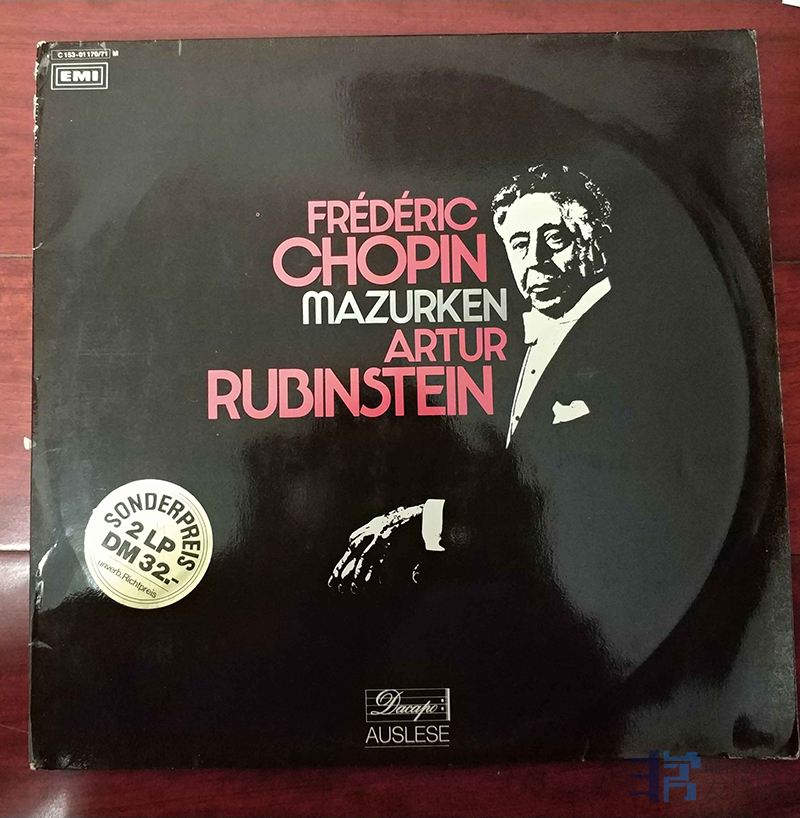 C 153-01170/71 M
EMI
FRÉDÉRIC
CHOPIN
MAZURKEN
ARTUR
RUBINSTEIN
SONDERPREIS
2 LP
DM 32.-
unverb. Richtpreis
Dacapo
AUSLESE